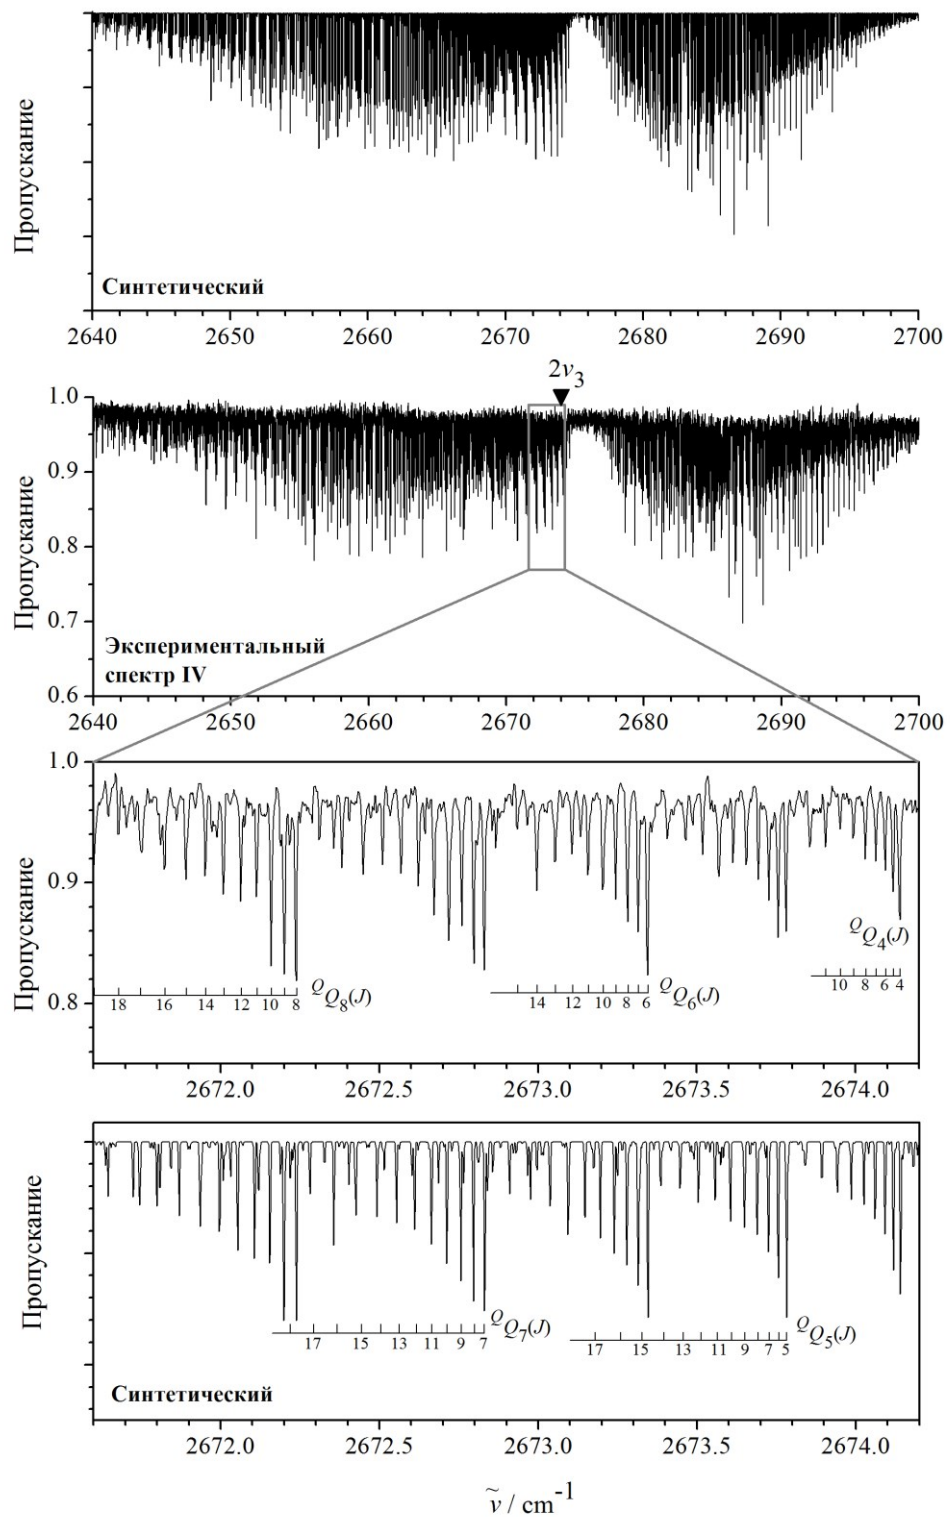 Пропускание
Синтетический
2640 2650 2660 2670 2680 2690 2700
2ν3
1.0
0.9
0.8
0.7
0.6
Пропускание
Экспериментальный
спектр IV
2640 2650 2660 2670 2680 2690 2700
1.0
0.9
0.8
Пропускание
QQ8(J)
18 16 14 12 10 8
QQ6(J)
14 12 10 8 6
QQ4(J)
10 8 6 4
2672.0 2672.5 2673.0 2673.5 2674.0
Пропускание
QQ7(J)
17 15 13 11 9 7
QQ5(J)
17 15 13 11 9 7 5
Синтетический
2672.0 2672.5 2673.0 2673.5 2674.0
ν̃ / cm-1